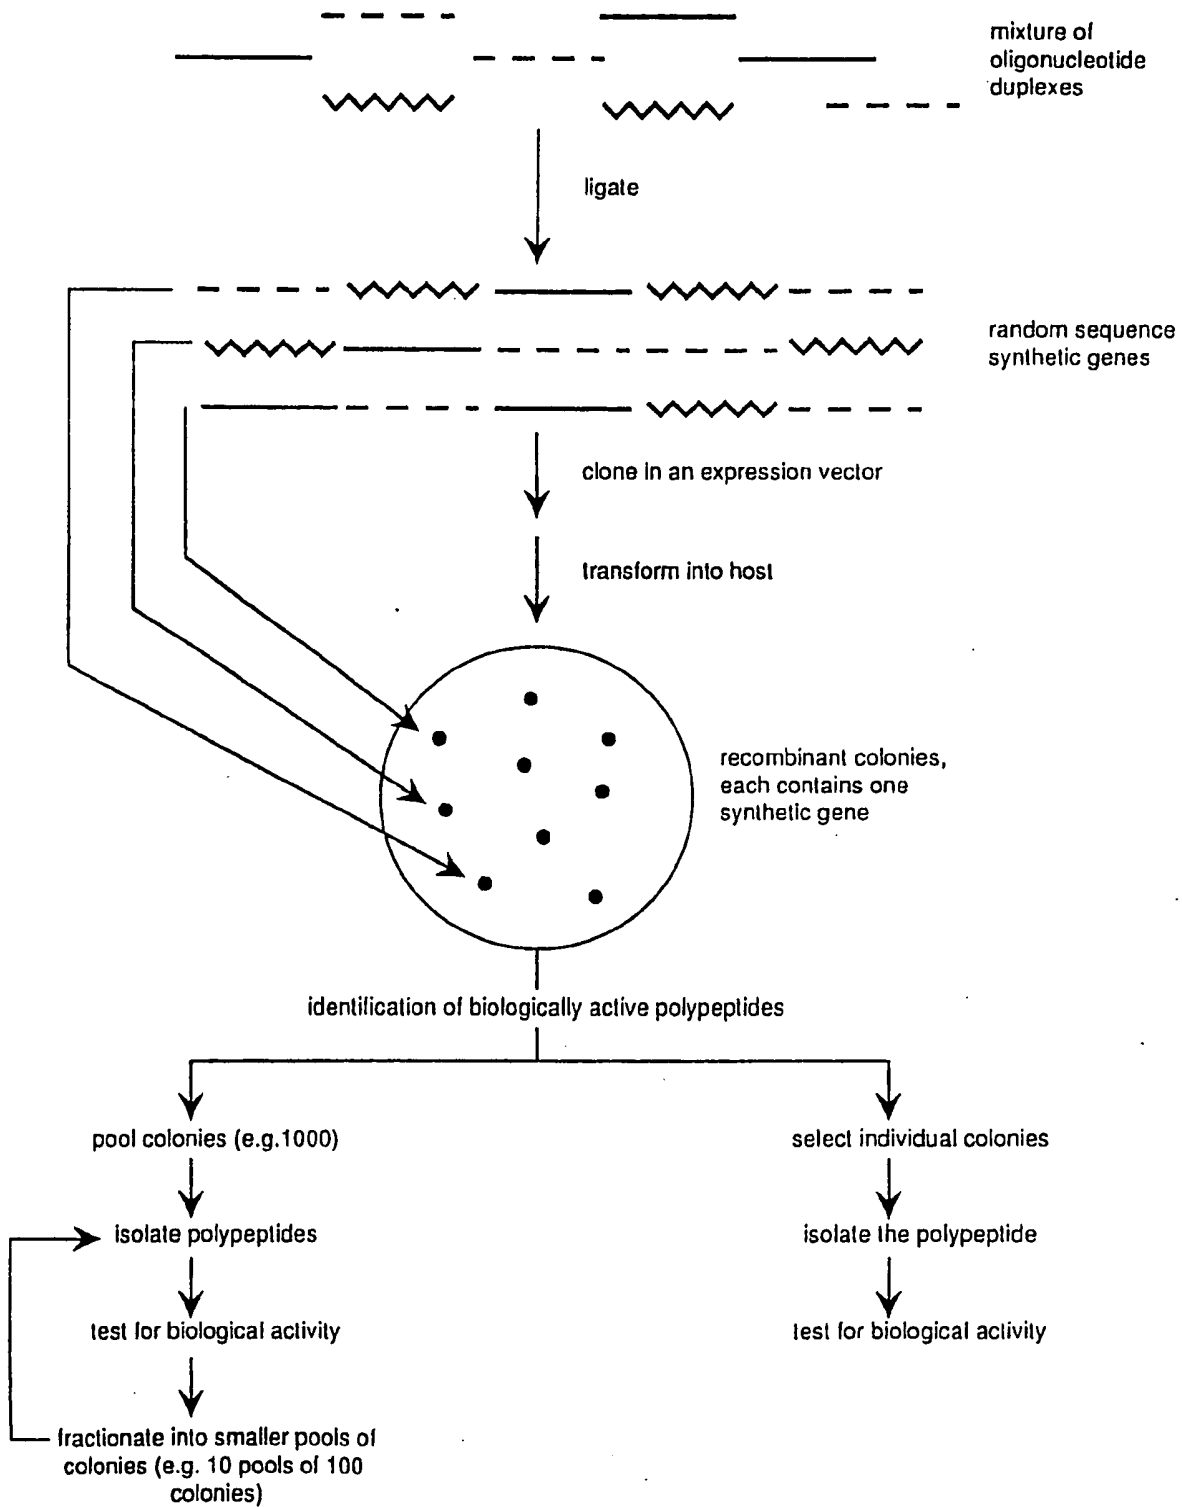 mixture of
oligonucleotide
duplexes
ligate
random sequence
synthetic genes
clone in an expression vector
transform into host
recombinant colonies,
each contains one
synthetic gene
identification of biologically active polypeptides
pool colonies (e.g.1000)
select individual colonies
isolate polypeptides
isolate the polypeptide
test for biological activity
test for biological activity
fractionate into smaller pools of
colonies (e.g. 10 pools of 100
colonies)